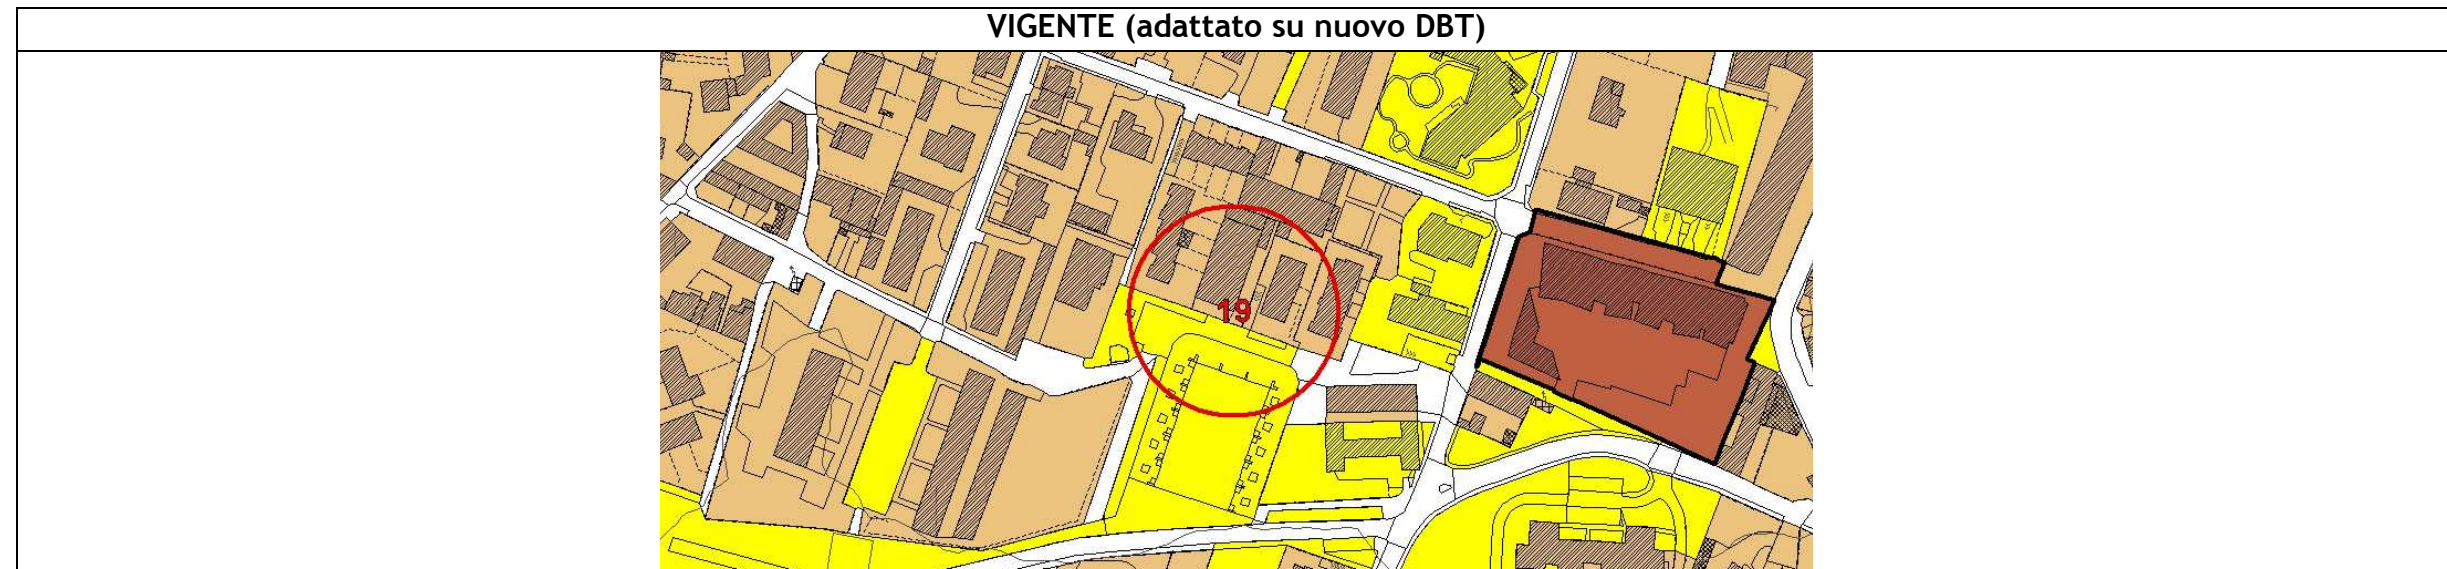 VIGENTE (adattato su nuovo DBT)
19